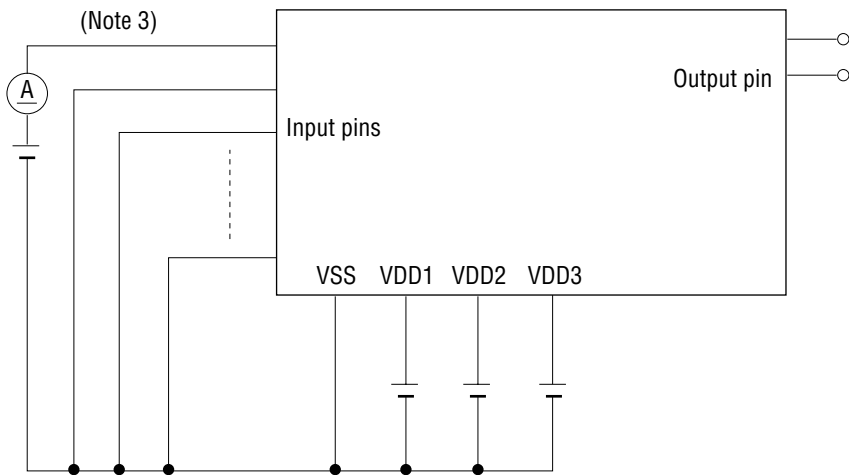 (Note 3)
A
Output pin
Input pins
VSS VDD1 VDD2 VDD3